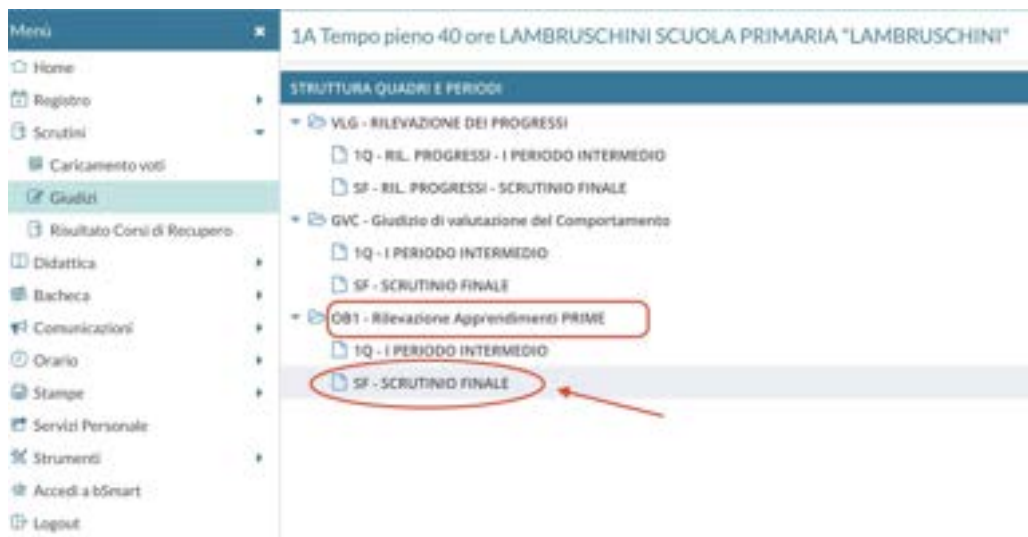 Menù
1A Tempo pieno 40 ore LAMBRUSCHINI SCUOLA PRIMARIA "LAMBRUSCHINI"
Home
Registro
Scrutini
Caricamento voti
Giudizi
Risultato Corsi di Recupero
Didattica
Bacheca
Comunicazioni
Orario
Stampe
Servizi Personale
Strumenti
Accedi a bSmart
Logout
STRUTTURA QUADRI E PERIODI
VLG - RILEVAZIONE DEI PROGRESSI
1Q - RIL. PROGRESSI - I PERIODO INTERMEDIO
SF - RIL. PROGRESSI - SCRUTINIO FINALE
GVC - Giudizio di valutazione del Comportamento
1Q - I PERIODO INTERMEDIO
SF - SCRUTINIO FINALE
OB1 - Rilevazione Apprendimenti PRIME
1Q - I PERIODO INTERMEDIO
SF - SCRUTINIO FINALE